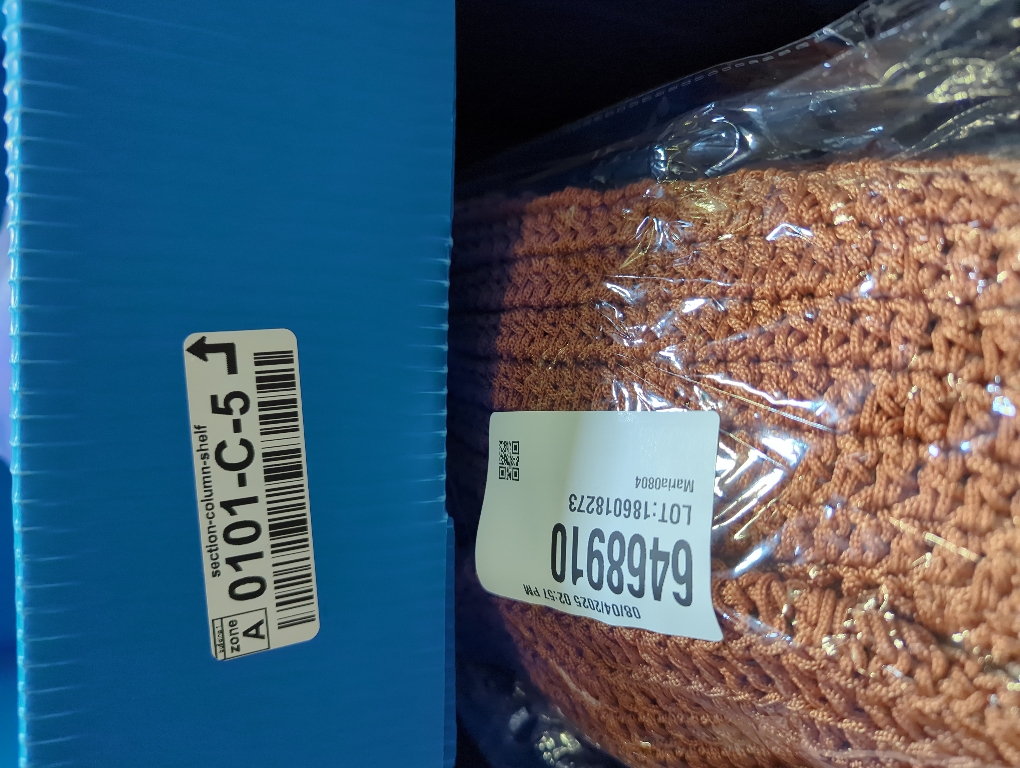 section-column-shelf
zone
A
0101-C-5
08/04/2025 02:57 PM
6468910
LOT:186018273
Maria0804